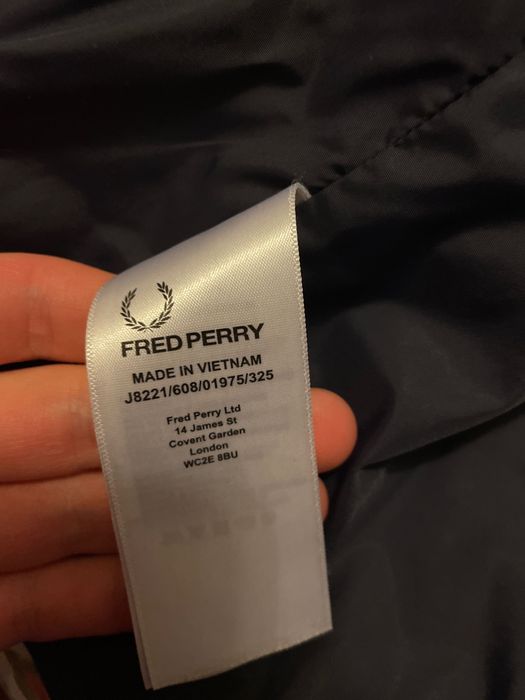 FRED PERRY
MADE IN VIETNAM
J8221/608/01975/325
Fred Perry Ltd
14 James St
Covent Garden
London
WC2E 8BU